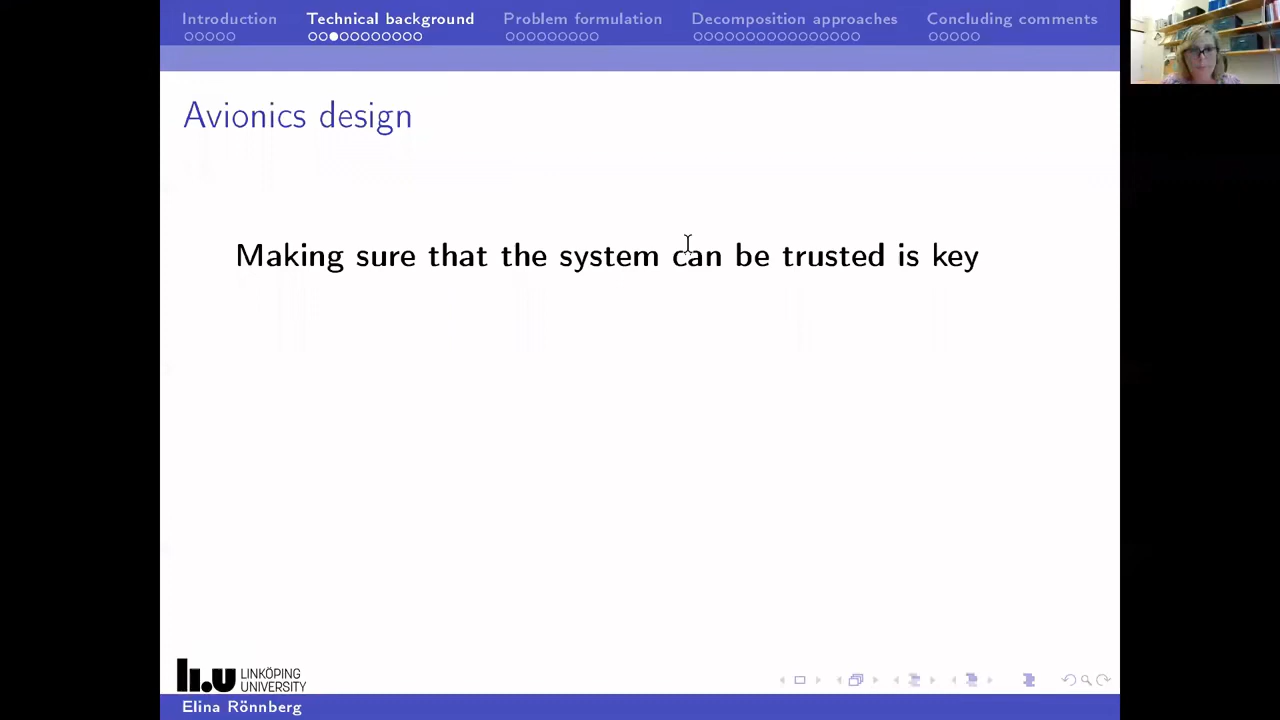 Introduction Technical background Problem formulation Decomposition approaches Concluding comments
Avionics design
Making sure that the system can be trusted is key
li.u LINKÖPING
UNIVERSITY
Elina Rönnberg